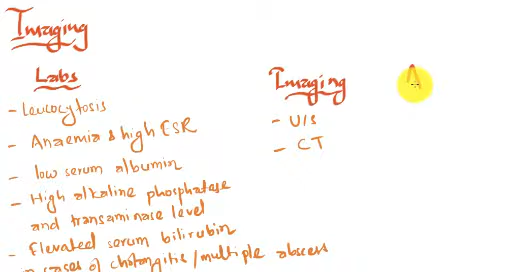 Imaging
Labs
- Leucocytosis
- Anaemia & high ESR
- low serum albumin
- High alkaline phosphatase
and transaminase level
- Elevated serum bilirubin
in cases of cholangitis/multiple abscess
Imaging
- U/S
- CT
A